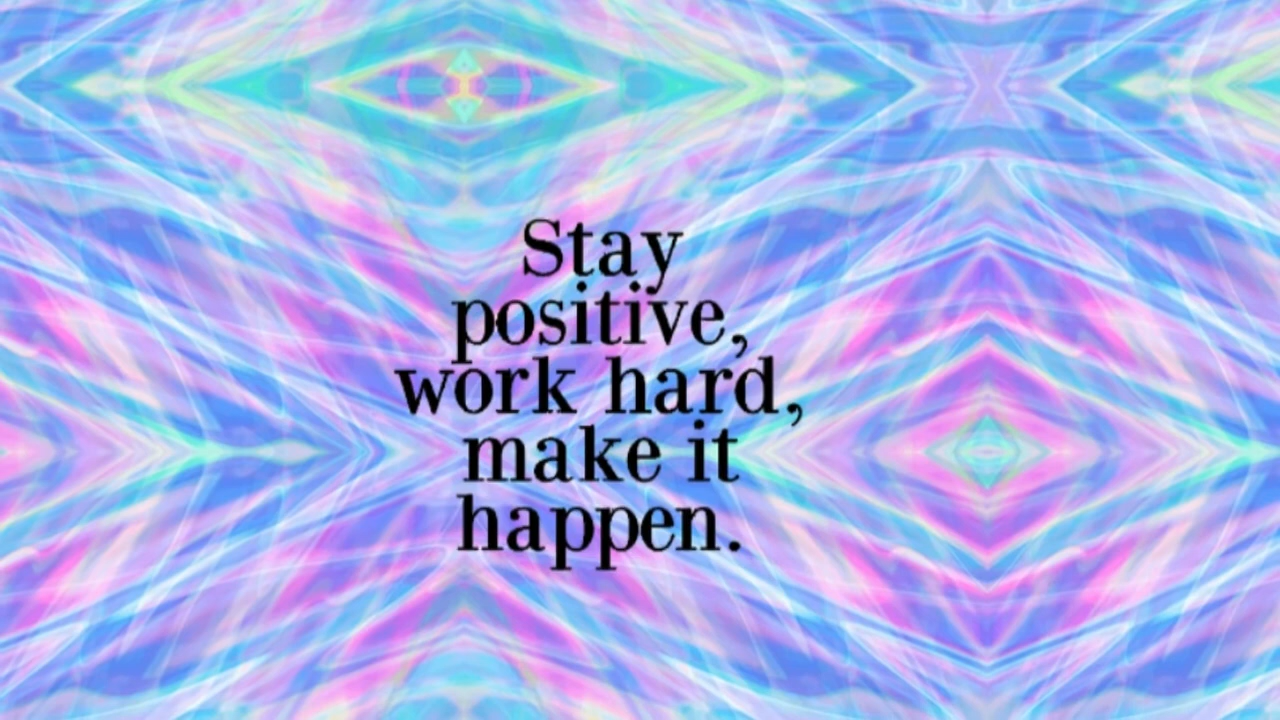 Stay
positive,
work hard,
make it
happen.